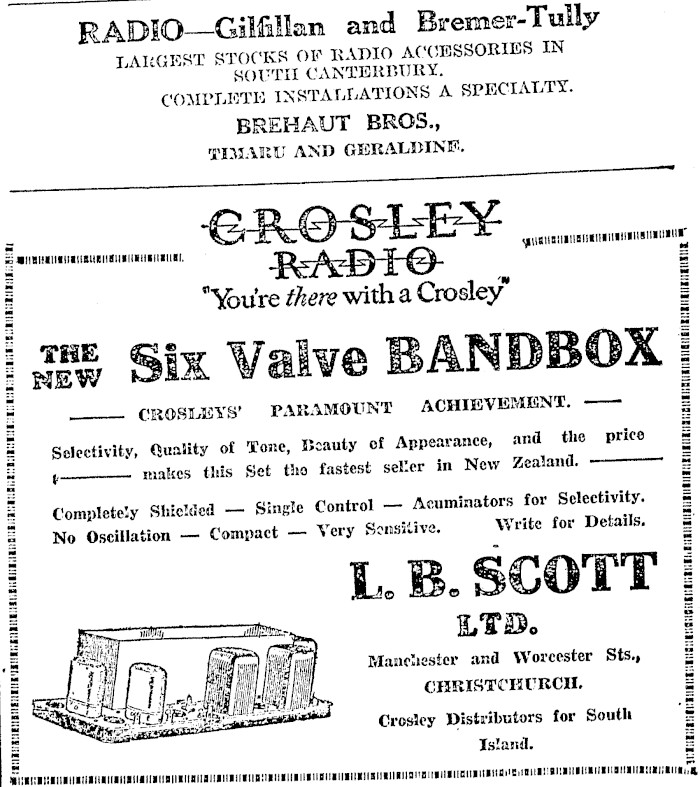 RADIO—Gilfillan and Bremer-Tully
LARGEST STOCKS OF RADIO ACCESSORIES IN
SOUTH CANTERBURY.
COMPLETE INSTALLATIONS A SPECIALTY.
BREHAUT BROS.,
TIMARU AND GERALDINE.
CROSLEY
RADIO
"You're there with a Crosley"
THE NEW Six Valve BANDBOX
CROSLEYS' PARAMOUNT ACHIEVEMENT.
Selectivity, Quality of Tone, Beauty of Appearance, and the price
makes this Set the fastest seller in New Zealand.
Completely Shielded — Single Control — Acuminators for Selectivity.
No Oscillation — Compact — Very Sensitive. Write for Details.
L. B. SCOTT
LTD.
Manchester and Worcester Sts.,
CHRISTCHURCH.
Crosley Distributors for South
Island.